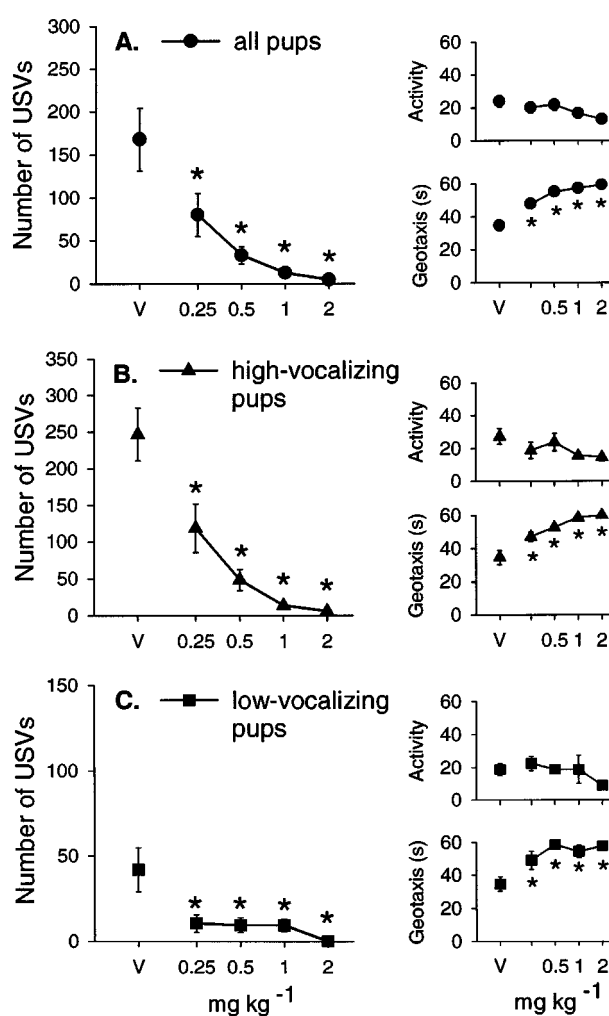 A. all pups
Number of USVs
300
250
200
150
100
50
0
V 0.25 0.5 1 2
* * * *
Activity
60
40
20
0
Geotaxis (s)
60
40
20
0
* * * *
V 0.5 1 2
B. high-vocalizing
pups
Number of USVs
350
300
250
200
150
100
50
0
V 0.25 0.5 1 2
* * * *
Activity
60
40
20
0
Geotaxis (s)
60
40
20
0
* * * *
V 0.5 1 2
C. low-vocalizing
pups
Number of USVs
150
100
50
0
V 0.25 0.5 1 2
* * * *
mg kg -1
Activity
60
40
20
0
Geotaxis (s)
60
40
20
0
* * * *
V 0.5 1 2
mg kg -1